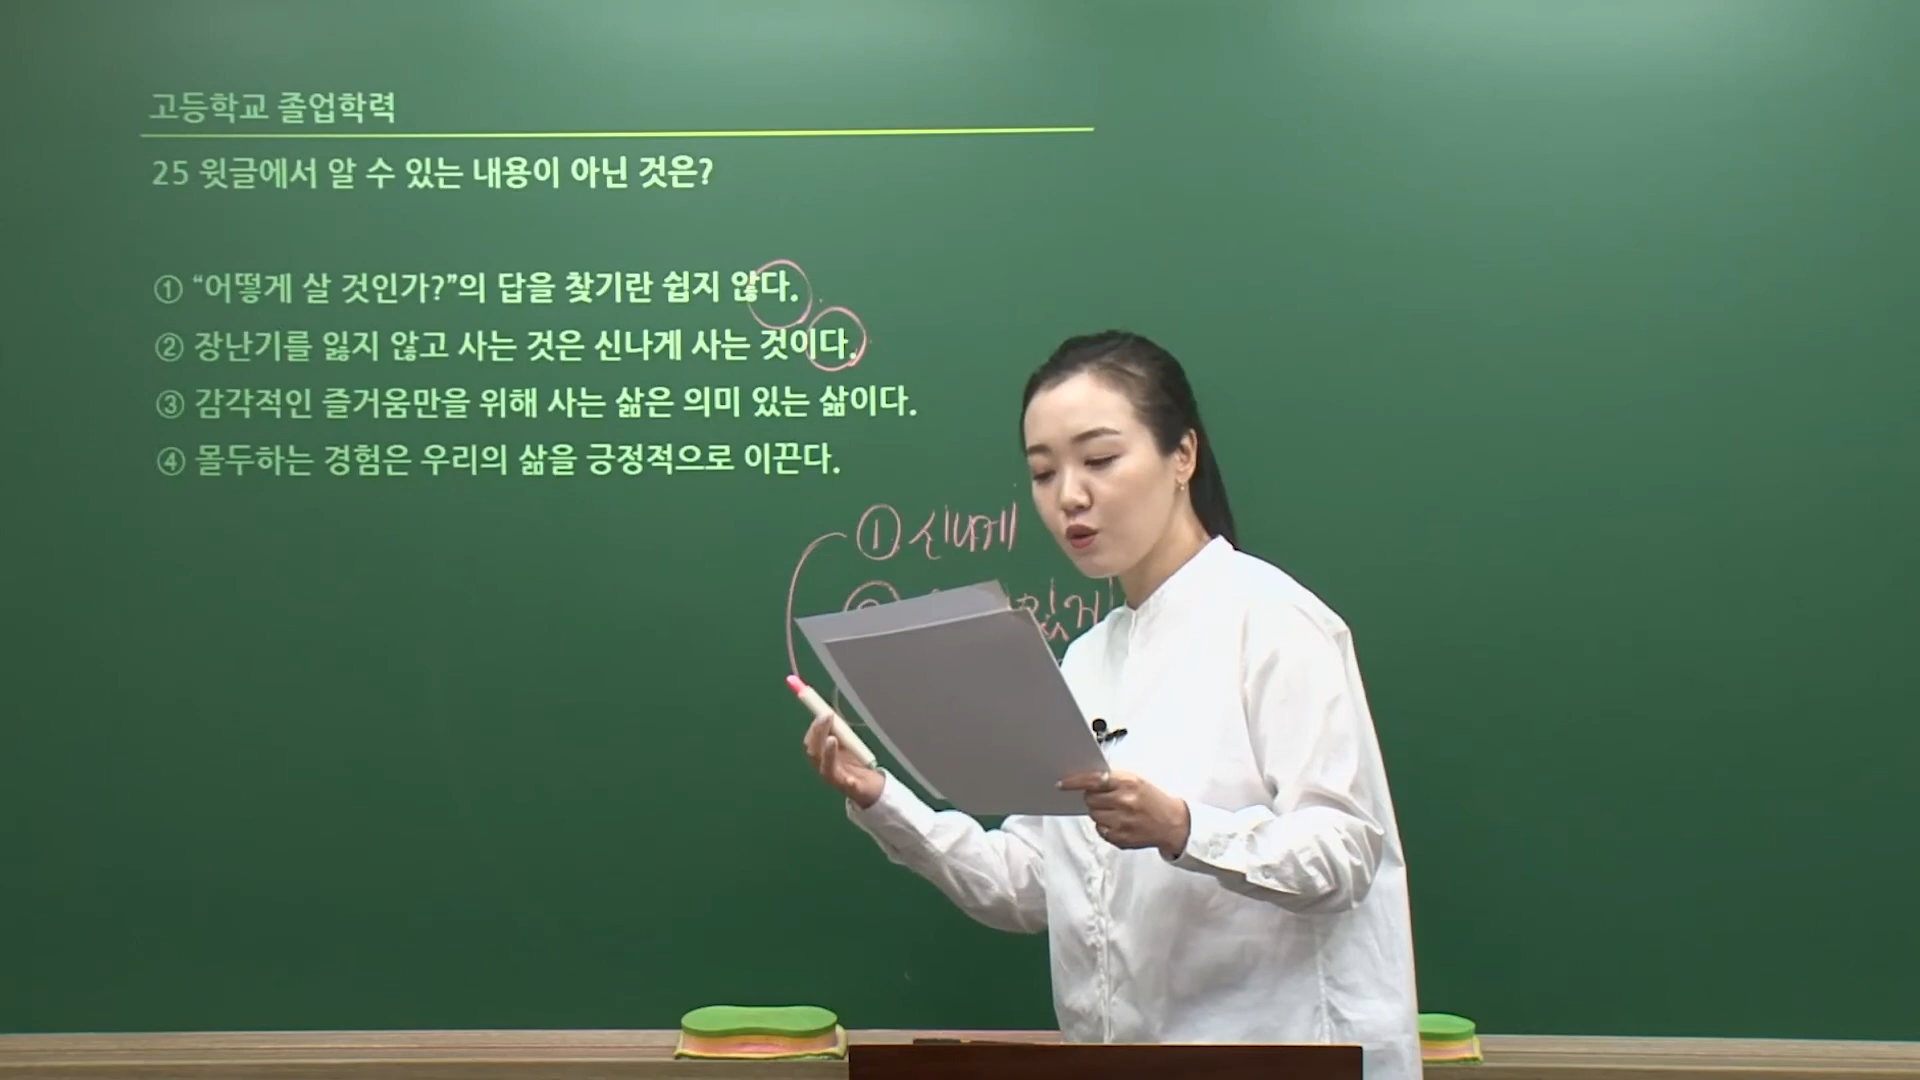 고등학교 졸업학력
25 윗글에서 알 수 있는 내용이 아닌 것은?
① “어떻게 살 것인가?”의 답을 찾기란 쉽지 않다.
② 장난기를 잃지 않고 사는 것은 신나게 사는 것이다.
③ 감각적인 즐거움만을 위해 사는 삶은 의미 있는 삶이다.
④ 몰두하는 경험은 우리의 삶을 긍정적으로 이끈다.
① 신나게
있게